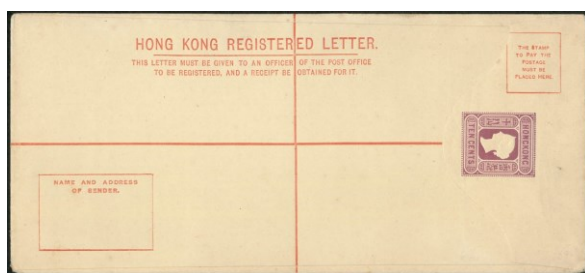 HONG KONG REGISTERED LETTER.
THIS LETTER MUST BE GIVEN TO AN OFFICER OF THE POST OFFICE
TO BE REGISTERED, AND A RECEIPT BE OBTAINED FOR IT.
THE STAMP
TO PAY THE
POSTAGE
MUST BE
PLACED HERE.
TEN CENTS
HONG KONG
NAME AND ADDRESS
OF SENDER.